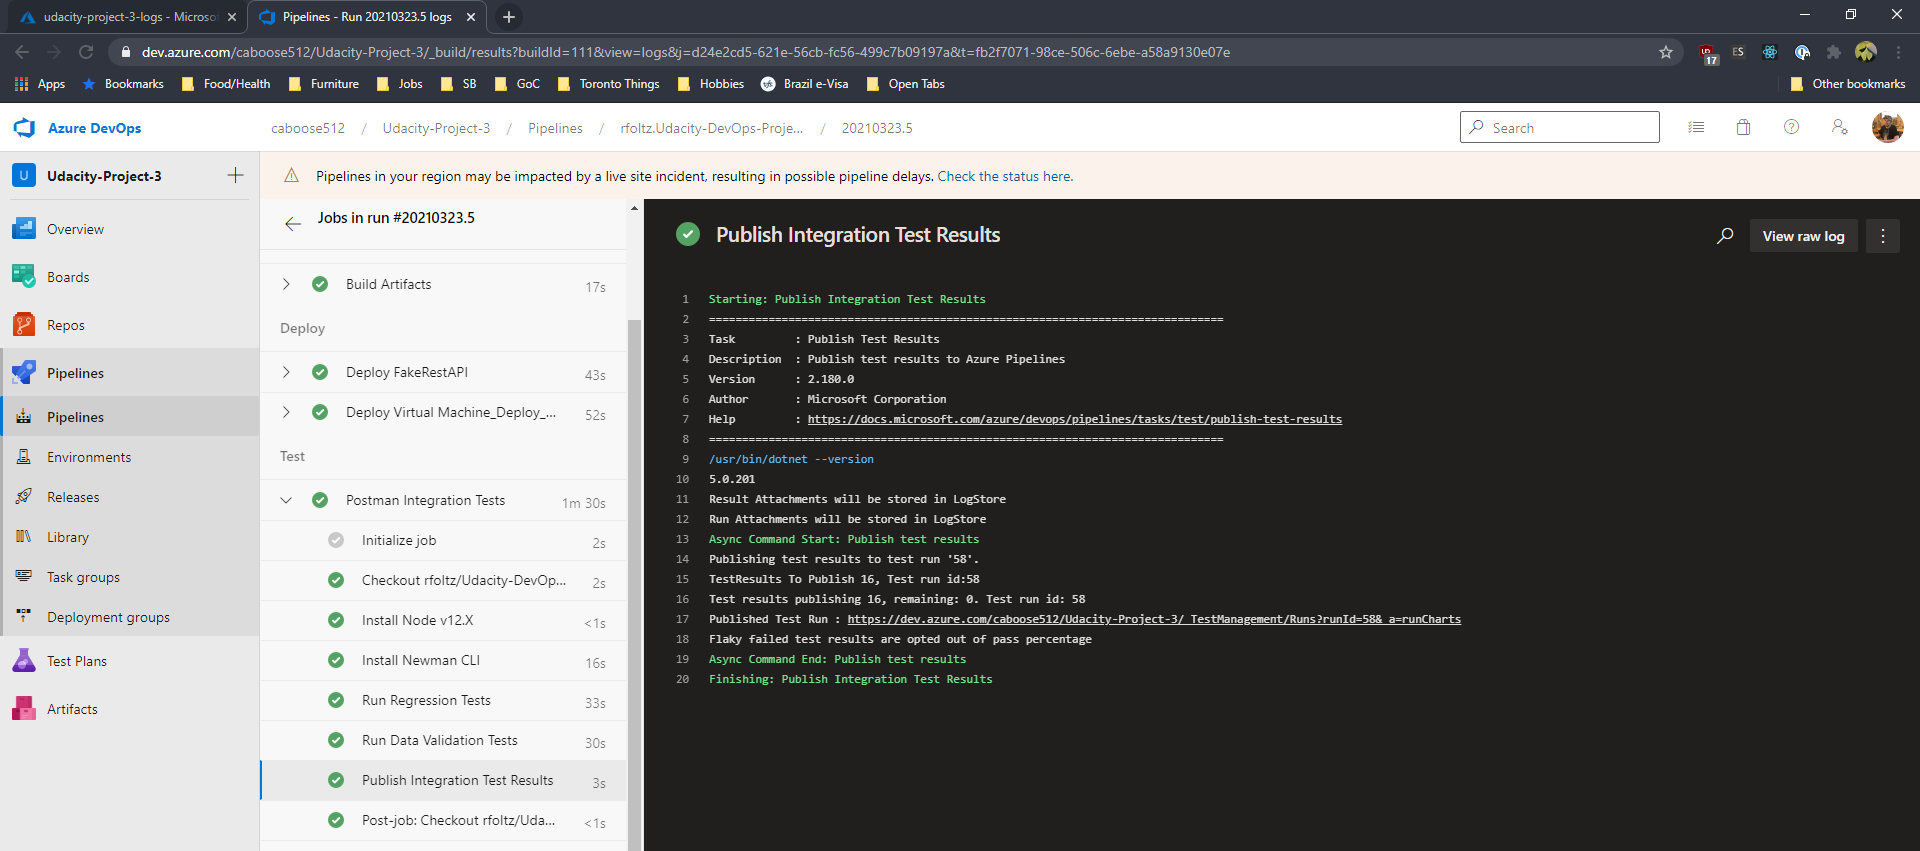 udacity-project-3-logs - Microso
Pipelines - Run 20210323.5 logs
dev.azure.com/caboose512/Udacity-Project-3/_build/results?buildId=111&view=logs&j=d24e2cd5-621e-56cb-fc56-499c7b09197a&t=fb2f7071-98ce-506c-6ebe-a58a9130e07e
17
ES
Apps Bookmarks Food/Health Furniture Jobs SB GoC Toronto Things Hobbies Brazil e-Visa Open Tabs Other bookmarks
Azure DevOps
caboose512 / Udacity-Project-3 / Pipelines / rfoltz.Udacity-DevOps-Proje... / 20210323.5
Search
U Udacity-Project-3
Overview
Boards
Repos
Pipelines
Pipelines
Environments
Releases
Library
Task groups
Deployment groups
Test Plans
Artifacts
Pipelines in your region may be impacted by a live site incident, resulting in possible pipeline delays. Check the status here.
Jobs in run #20210323.5
Build Artifacts 17s
Deploy
Deploy FakeRestAPI 43s
Deploy Virtual Machine_Deploy_... 52s
Test
Postman Integration Tests 1m 30s
Initialize job 2s
Checkout rfoltz/Udacity-DevOp... 2s
Install Node v12.X <1s
Install Newman CLI 16s
Run Regression Tests 33s
Run Data Validation Tests 30s
Publish Integration Test Results 3s
Post-job: Checkout rfoltz/Uda... <1s
Publish Integration Test Results
View raw log
1 Starting: Publish Integration Test Results
2 ==============================================================================
3 Task : Publish Test Results
4 Description : Publish test results to Azure Pipelines
5 Version : 2.180.0
6 Author : Microsoft Corporation
7 Help : https://docs.microsoft.com/azure/devops/pipelines/tasks/test/publish-test-results
8 ==============================================================================
9 /usr/bin/dotnet --version
10 5.0.201
11 Result Attachments will be stored in LogStore
12 Run Attachments will be stored in LogStore
13 Async Command Start: Publish test results
14 Publishing test results to test run '58'.
15 TestResults To Publish 16, Test run id:58
16 Test results publishing 16, remaining: 0. Test run id: 58
17 Published Test Run : https://dev.azure.com/caboose512/Udacity-Project-3/_TestManagement/Runs?runId=58&_a=runCharts
18 Flaky failed test results are opted out of pass percentage
19 Async Command End: Publish test results
20 Finishing: Publish Integration Test Results